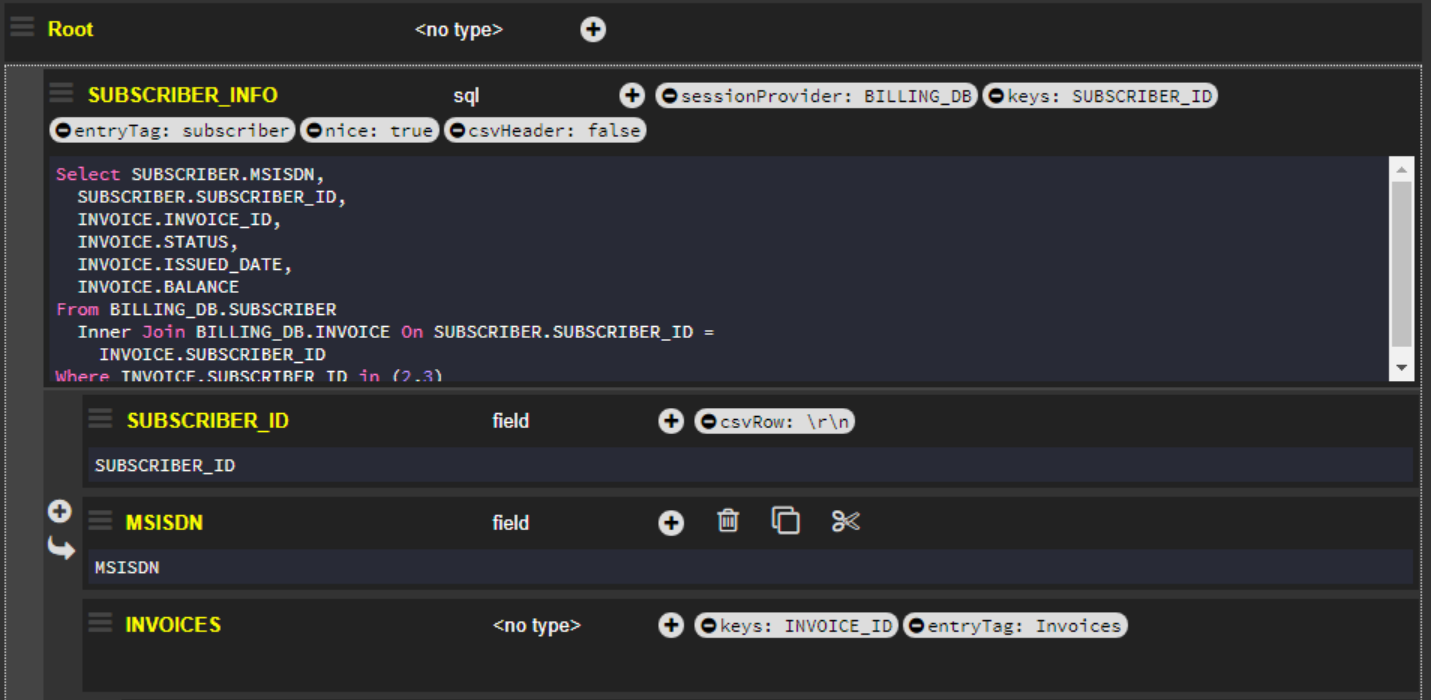 Root <no type>
SUBSCRIBER_INFO sql sessionProvider: BILLING_DB keys: SUBSCRIBER_ID
entryTag: subscriber nice: true csvHeader: false
Select SUBSCRIBER.MSISDN,
SUBSCRIBER.SUBSCRIBER_ID,
INVOICE.INVOICE_ID,
INVOICE.STATUS,
INVOICE.ISSUED_DATE,
INVOICE.BALANCE
From BILLING_DB.SUBSCRIBER
Inner Join BILLING_DB.INVOICE On SUBSCRIBER.SUBSCRIBER_ID =
INVOICE.SUBSCRIBER_ID
Where INVOICE.SUBSCRIBER_ID in (2,3)
SUBSCRIBER_ID field csvRow: \r\n
SUBSCRIBER_ID
MSISDN field
MSISDN
INVOICES <no type> keys: INVOICE_ID entryTag: Invoices